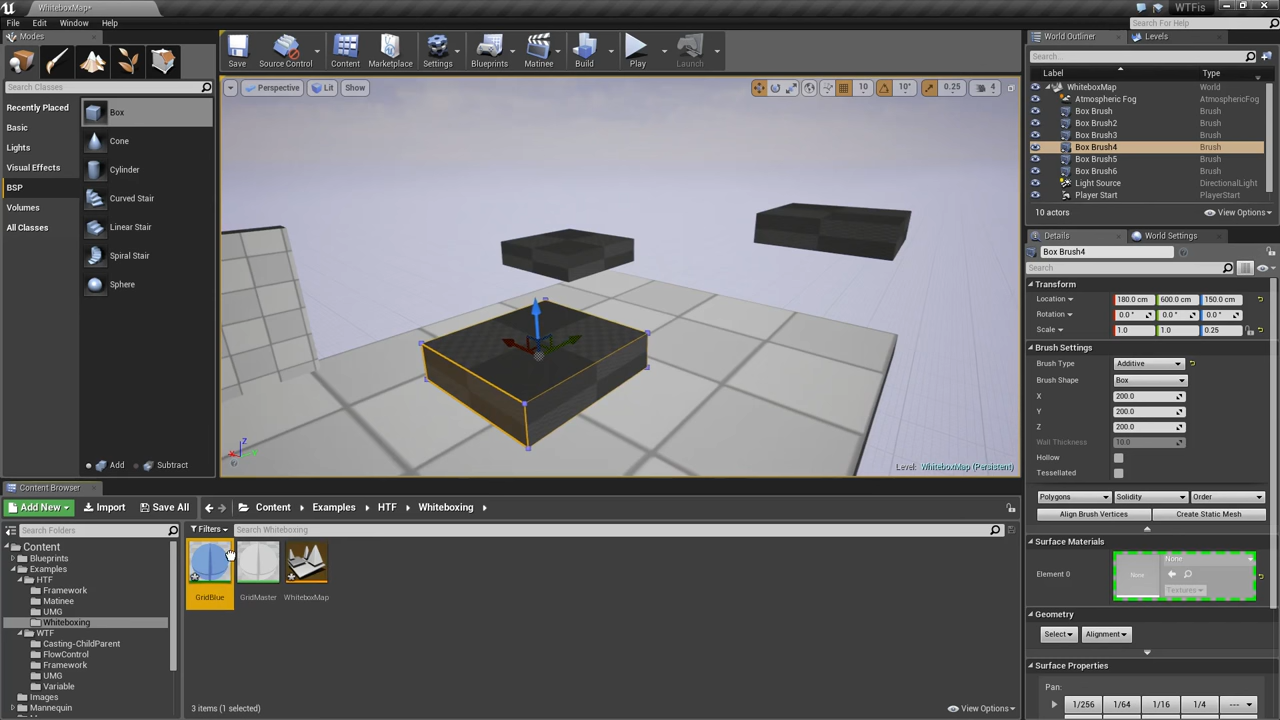 WhiteboxMap*
WTFis
File Edit Window Help
Search For Help
Modes
Search Classes
Recently Placed
Basic
Lights
Visual Effects
BSP
Volumes
All Classes
Box
Cone
Cylinder
Curved Stair
Linear Stair
Spiral Stair
Sphere
Add Subtract
Save Source Control Content Marketplace Settings Blueprints Matinee Build Play Launch
Perspective Lit Show
10 10° 0.25 4
Z
Level: WhiteboxMap (Persistent)
World Outliner Levels
Search...
Label Type
WhiteboxMap World
Atmospheric Fog AtmosphericFog
Box Brush Brush
Box Brush2 Brush
Box Brush3 Brush
Box Brush4 Brush
Box Brush5 Brush
Box Brush6 Brush
Light Source DirectionalLight
Player Start PlayerStart
10 actors View Options
Details World Settings
Box Brush4
Search
Transform
Location 180.0 cm 600.0 cm 150.0 cm
Rotation 0.0 ° 0.0 ° 0.0 °
Scale 1.0 1.0 0.25
Brush Settings
Brush Type Additive
Brush Shape Box
X 200.0
Y 200.0
Z 200.0
Wall Thickness 10.0
Hollow
Tessellated
Polygons Solidity Order
Align Brush Vertices Create Static Mesh
Surface Materials
Element 0 None None
Textures
Geometry
Select Alignment
Surface Properties
Pan:
1/256 1/64 1/16 1/4 ---
Content Browser
Add New Import Save All Content Examples HTF Whiteboxing
Search Folders
Filters Search Whiteboxing
Content
Blueprints
Examples
HTF
Framework
Matinee
UMG
Whiteboxing
WTF
Casting-ChildParent
FlowControl
Framework
UMG
Variable
Images
Mannequin
GridBlue GridMaster WhiteboxMap
3 items (1 selected) View Options